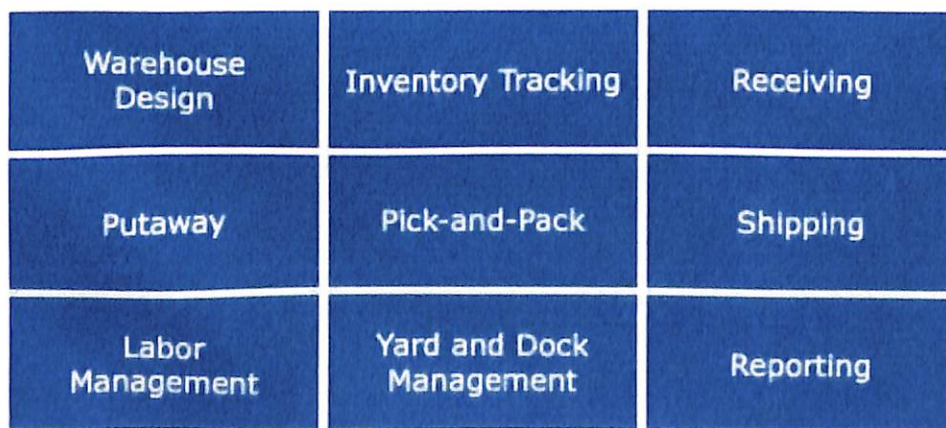 Warehouse
Design
Inventory Tracking
Receiving
Putaway
Pick-and-Pack
Shipping
Labor
Management
Yard and Dock
Management
Reporting